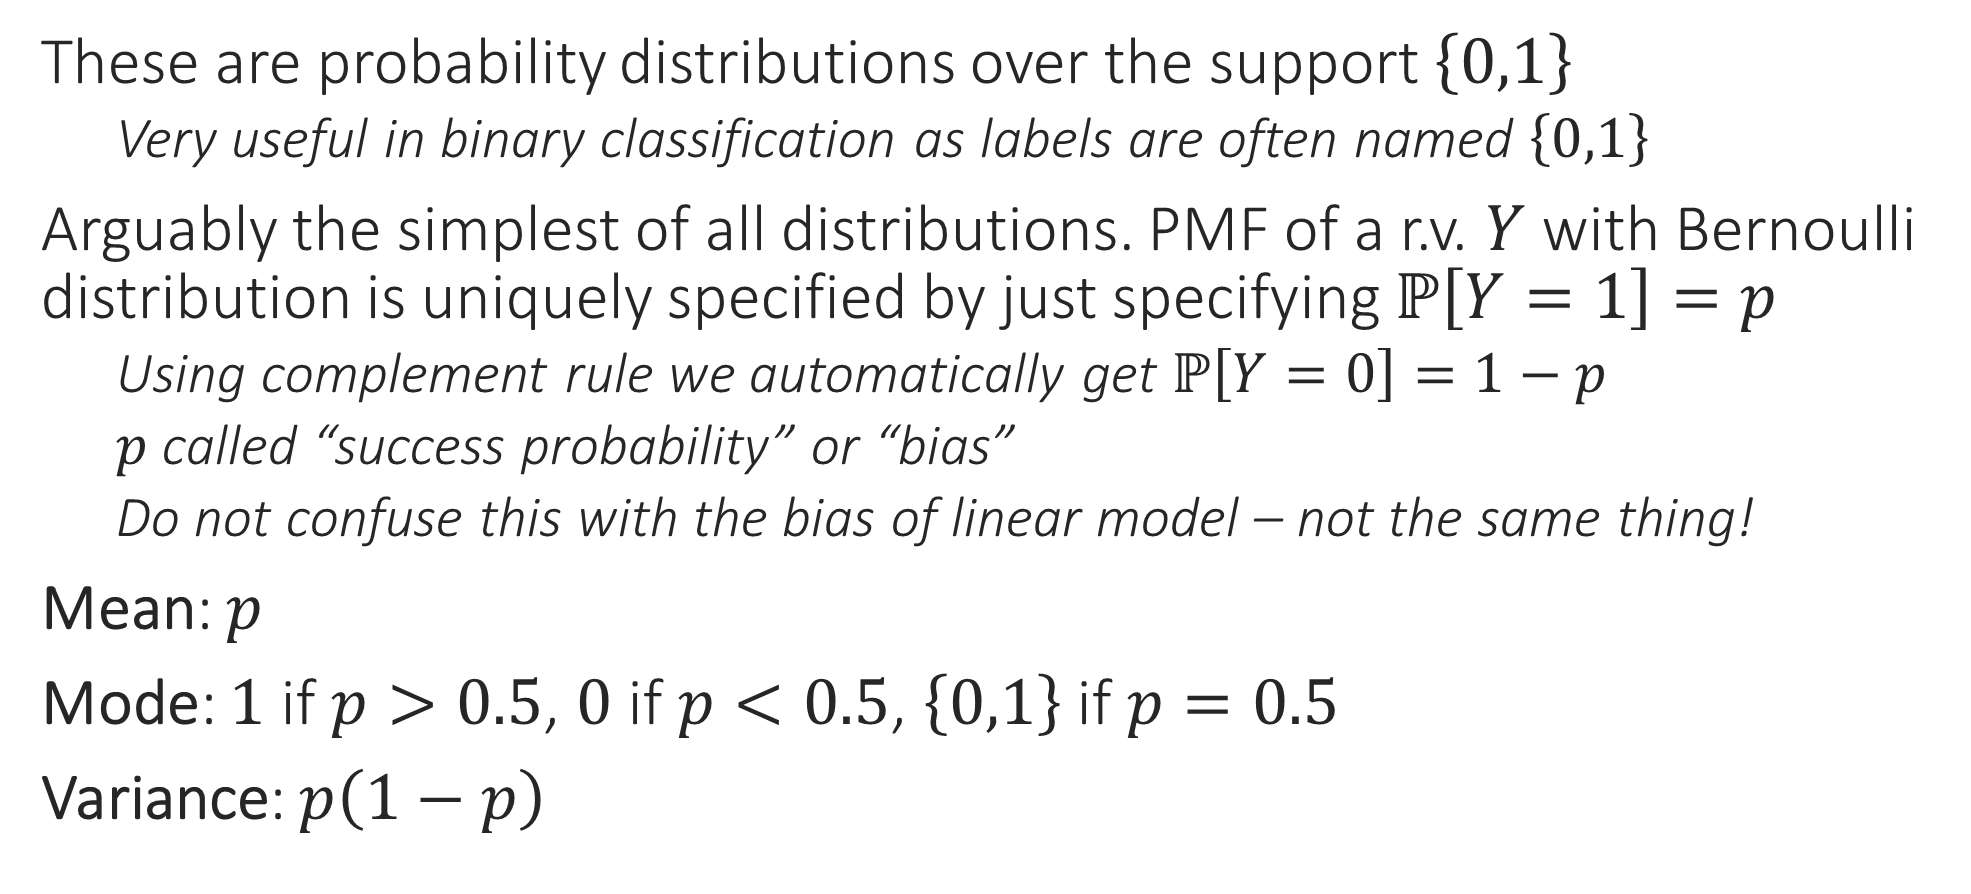 These are probability distributions over the support {0,1}
Very useful in binary classification as labels are often named {0,1}
Arguably the simplest of all distributions. PMF of a r.v. Y with Bernoulli
distribution is uniquely specified by just specifying ℙ[Y = 1] = p
Using complement rule we automatically get ℙ[Y = 0] = 1 − p
p called “success probability” or “bias”
Do not confuse this with the bias of linear model – not the same thing!
Mean: p
Mode: 1 if p > 0.5, 0 if p < 0.5, {0,1} if p = 0.5
Variance: p(1 − p)